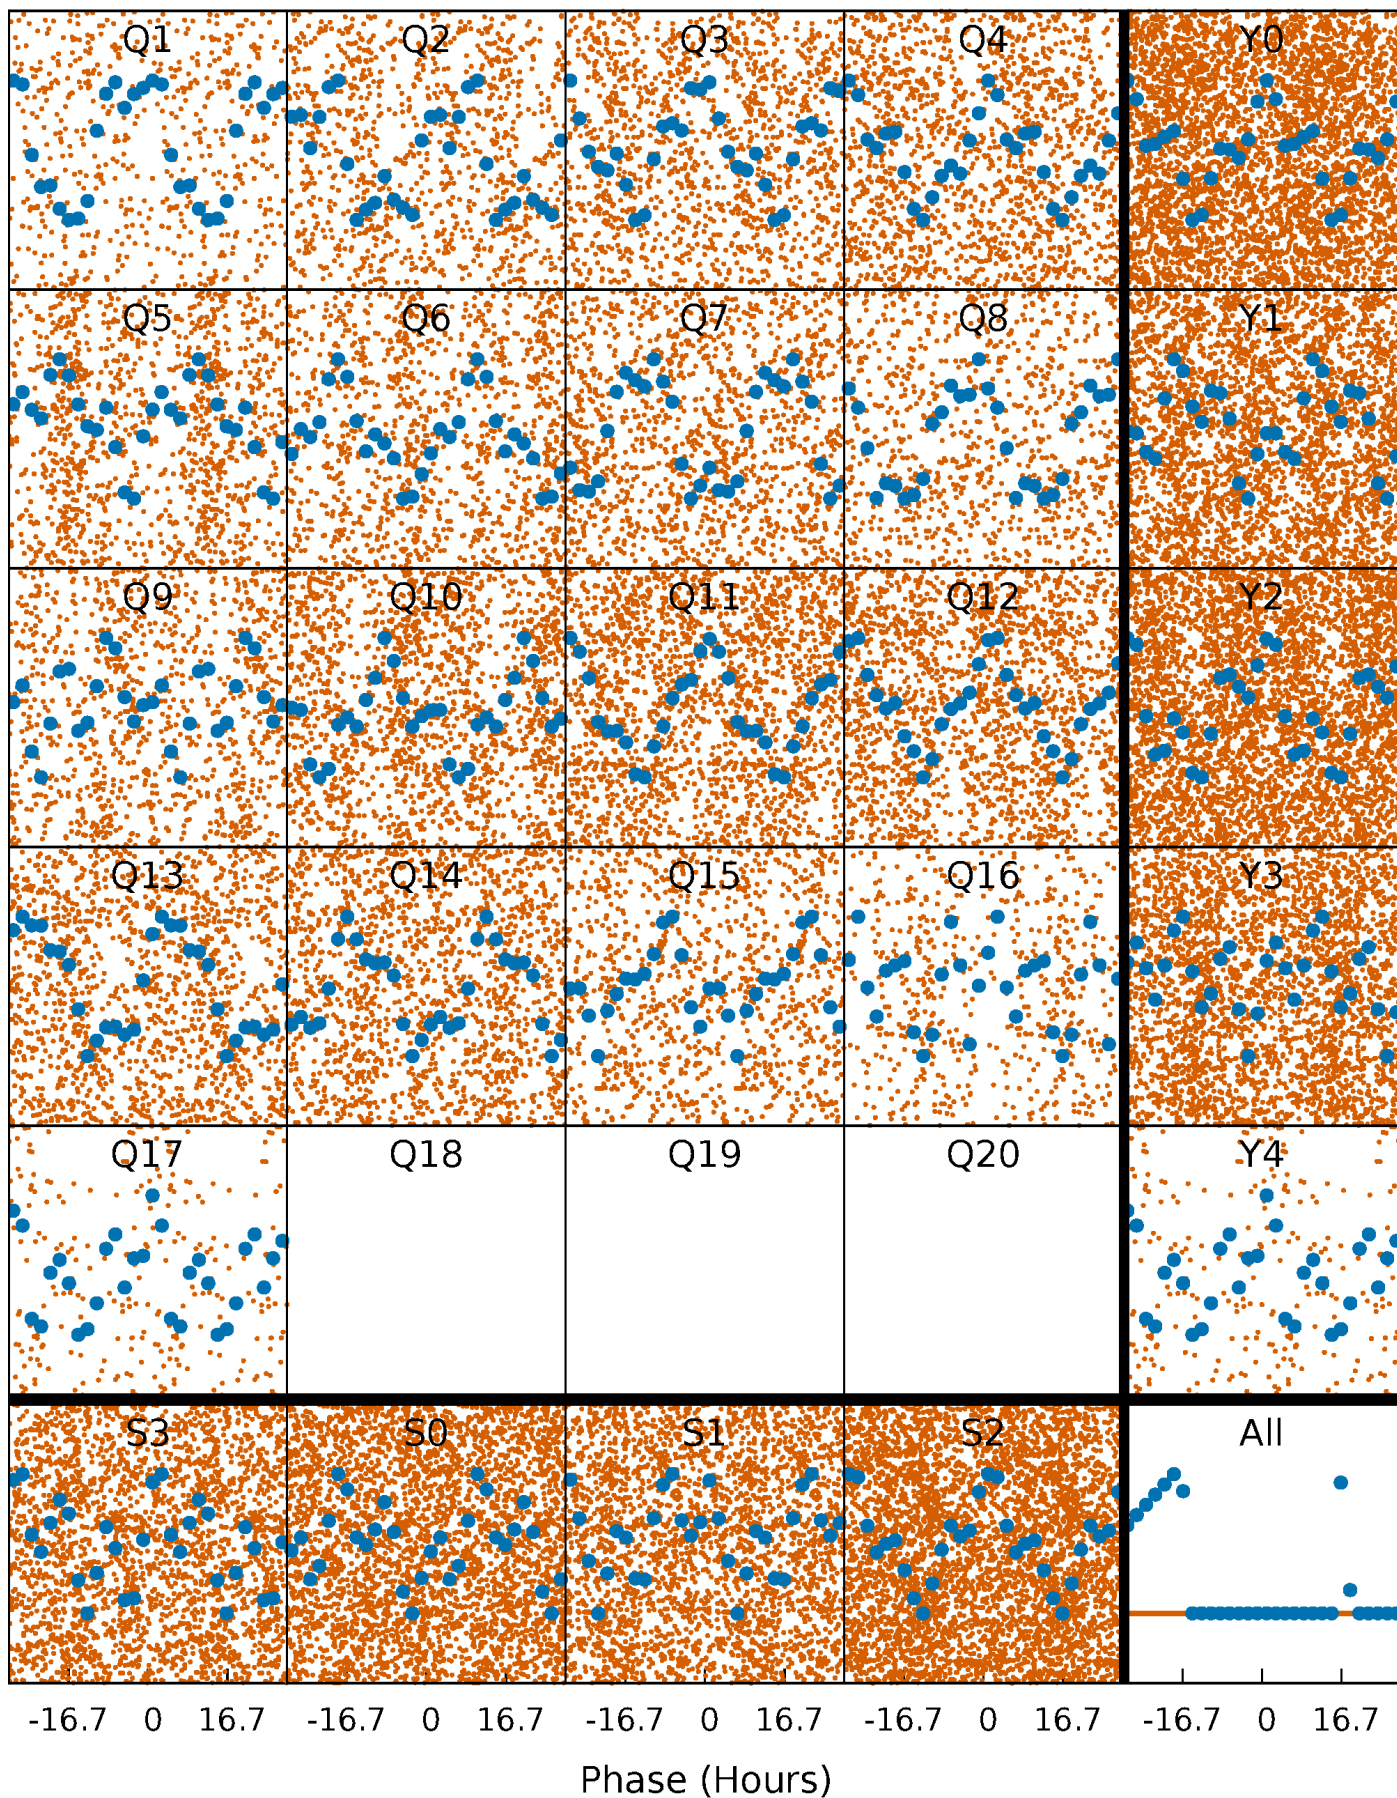 Q1 Q2 Q3 Q4 Y0
Q5 Q6 Q7 Q8 Y1
Q9 Q10 Q11 Q12 Y2
Q13 Q14 Q15 Q16 Y3
Q17 Q18 Q19 Q20 Y4
S3 S0 S1 S2 All
-16.7 0 16.7 -16.7 0 16.7 -16.7 0 16.7 -16.7 0 16.7 -16.7 0 16.7
Phase (Hours)